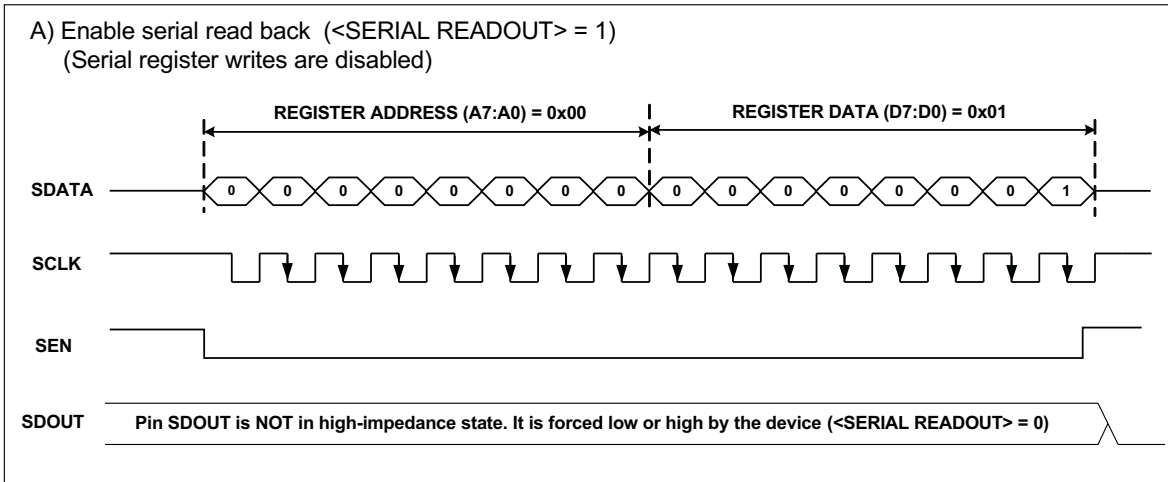 A) Enable serial read back (<SERIAL READOUT> = 1)
(Serial register writes are disabled)
REGISTER ADDRESS (A7:A0) = 0x00
REGISTER DATA (D7:D0) = 0x01
SDATA
0 0 0 0 0 0 0 0 0 0 0 0 0 0 0 1
SCLK
SEN
SDOUT
Pin SDOUT is NOT in high-impedance state. It is forced low or high by the device (<SERIAL READOUT> = 0)